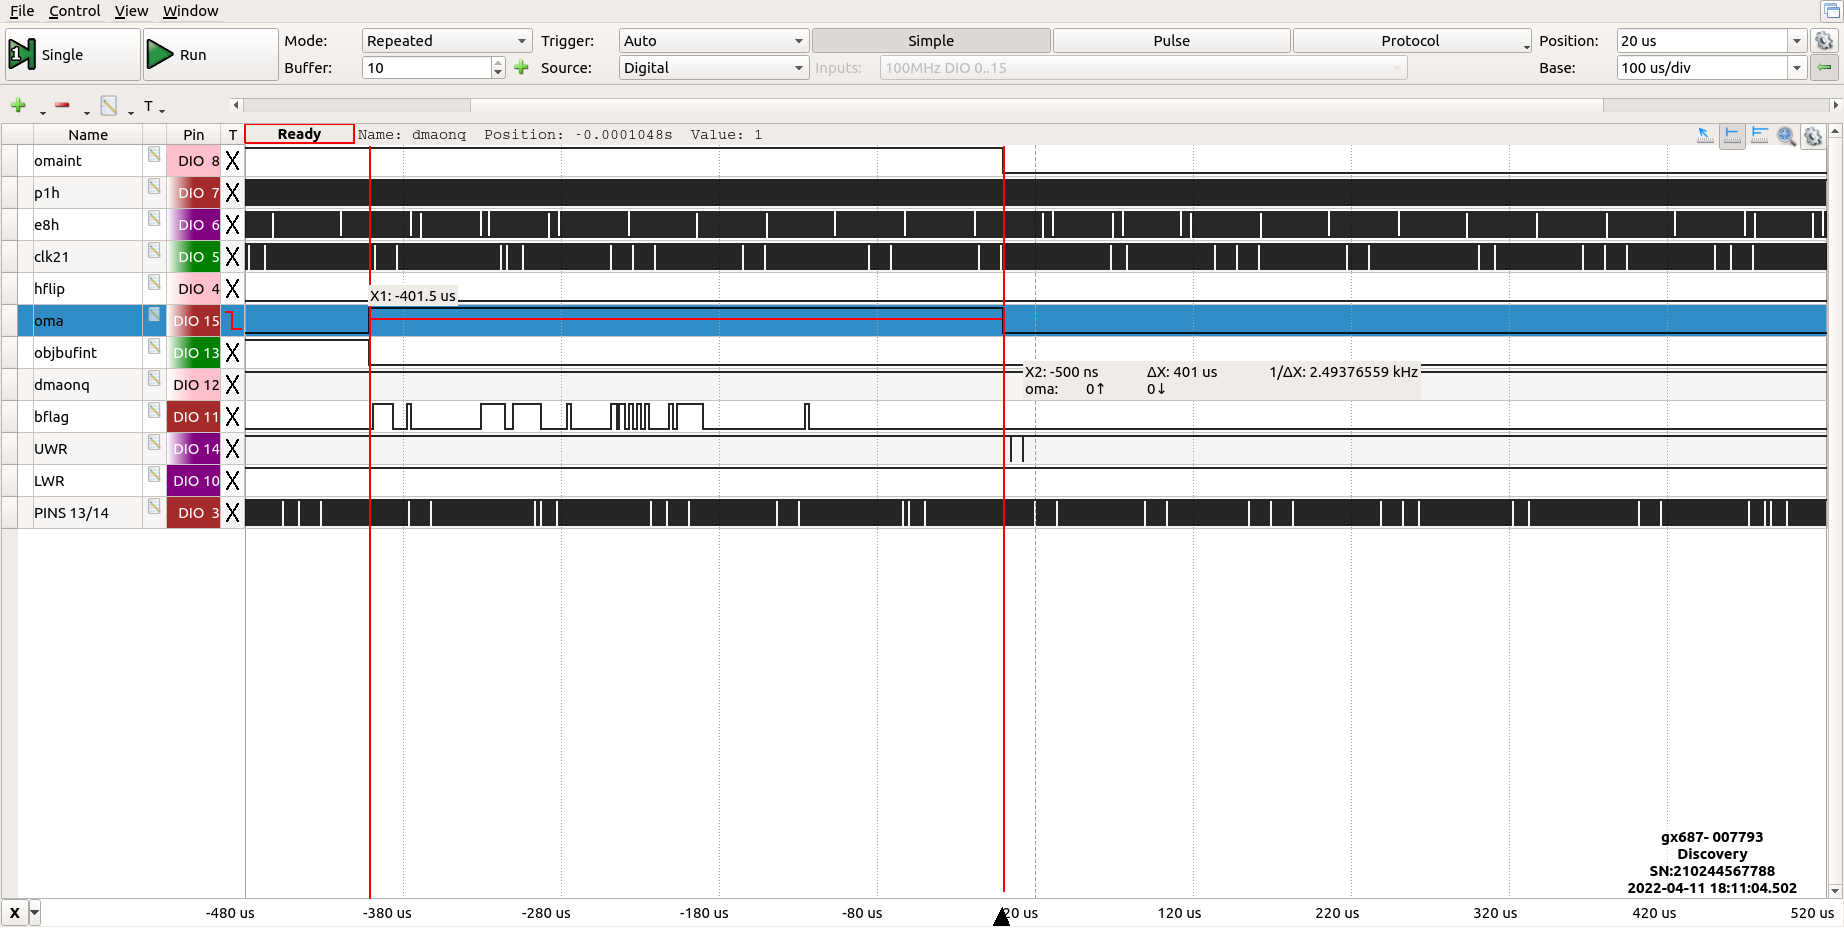 File Control View Window
Single Run Mode: Repeated Trigger: Auto Simple Pulse Protocol Position: 20 us
Buffer: 10 Source: Digital Inputs: 100MHz DIO 0..15 Base: 100 us/div
T
Name Pin T Ready Name: dmaonq Position: -0.0001048s Value: 1
omaint DIO 8 X
p1h DIO 7 X
e8h DIO 6 X
clk21 DIO 5 X
hflip DIO 4 X
X1: -401.5 us
oma DIO 15
objbufint DIO 13 X
X2: -500 ns ΔX: 401 us 1/ΔX: 2.49376559 kHz
dmaonq DIO 12 X
oma: 0↑ 0↓
bflag DIO 11 X
UWR DIO 14 X
LWR DIO 10 X
PINS 13/14 DIO 3 X
gx687- 007793
Discovery
SN:210244567788
2022-04-11 18:11:04.502
X -480 us -380 us -280 us -180 us -80 us 20 us 120 us 220 us 320 us 420 us 520 us